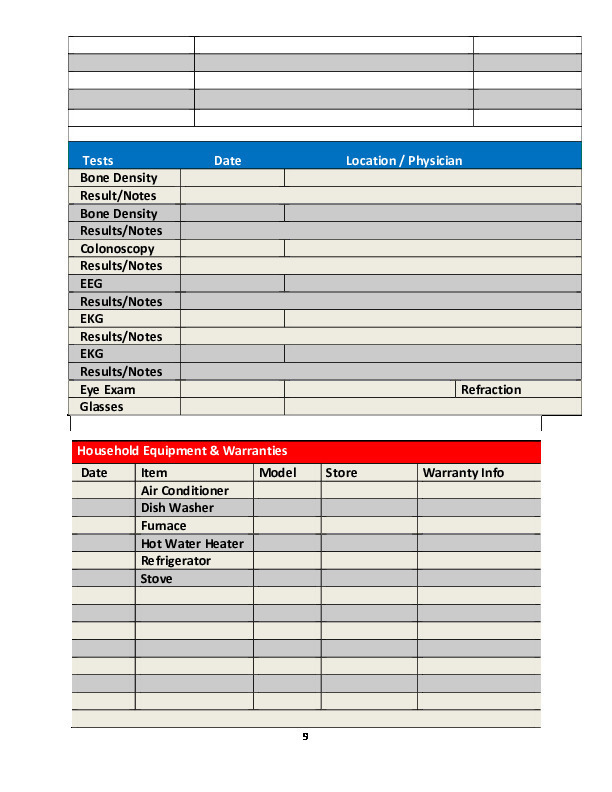 Tests Date Location / Physician
Bone Density
Result/Notes
Bone Density
Results/Notes
Colonoscopy
Results/Notes
EEG
Results/Notes
EKG
Results/Notes
EKG
Results/Notes
Eye Exam Refraction
Glasses
Household Equipment & Warranties
Date Item Model Store Warranty Info
Air Conditioner
Dish Washer
Furnace
Hot Water Heater
Refrigerator
Stove